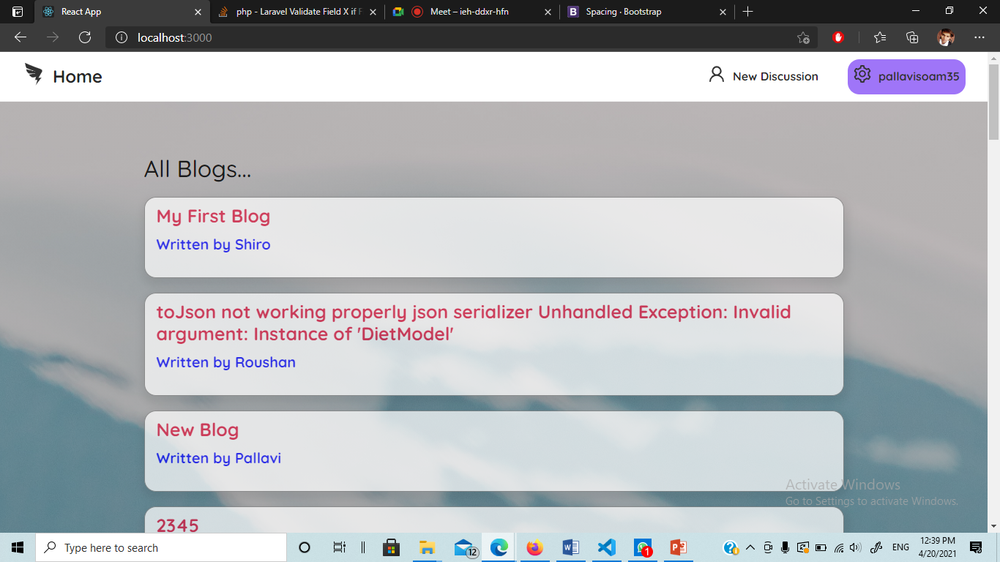 React App
php - Laravel Validate Field X if F
Meet – ieh-ddxr-hfn
B
Spacing · Bootstrap
localhost:3000
Home
New Discussion
pallavisoam35
All Blogs...
My First Blog
Written by Shiro
toJson not working properly json serializer Unhandled Exception: Invalid
argument: Instance of 'DietModel'
Written by Roushan
New Blog
Written by Pallavi
2345
Activate Windows
Go to Settings to activate Windows.
Type here to search
12
W
1
P
ENG
12:39 PM
4/20/2021